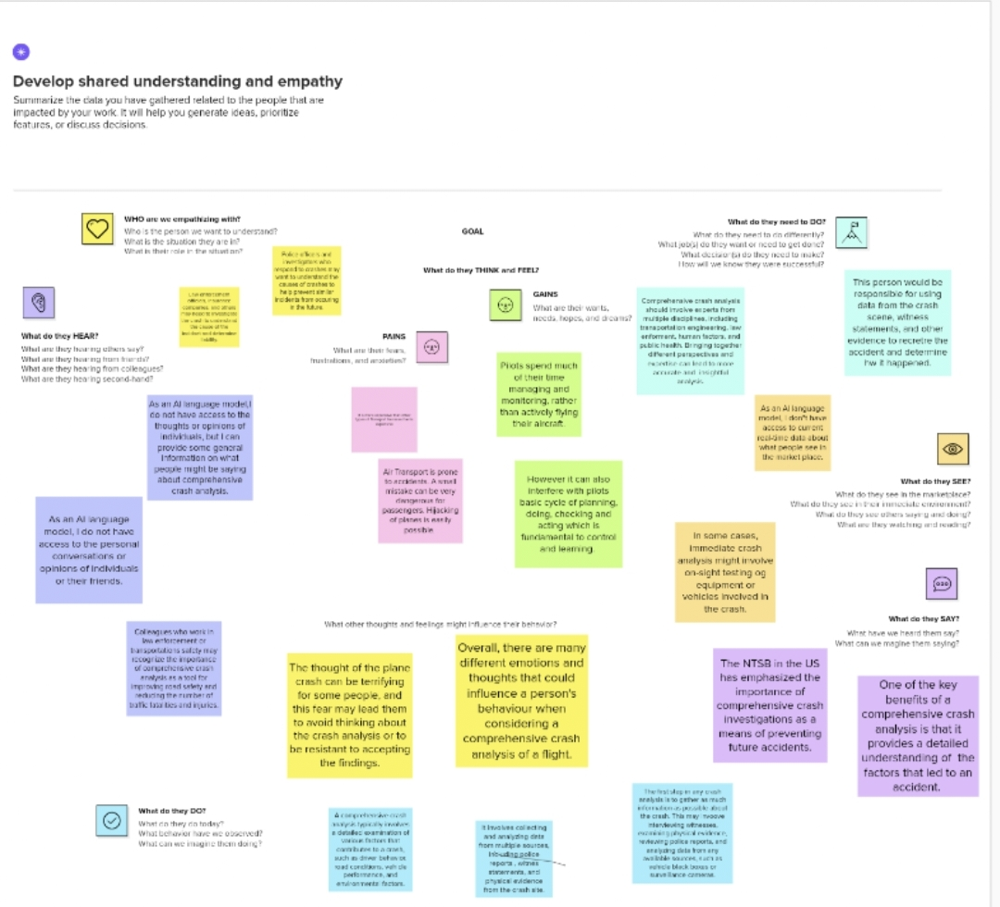 Develop shared understanding and empathy
Summarize the data you have gathered related to the people that are
impacted by your work. It will help you generate ideas, prioritize
features, or discuss decisions.
WHO are we empathizing with?
Who is the person we want to understand?
What is the situation they are in?
What is their role in the situation?
Police officers and
investigators who
respond to crashes may
want to understand the
causes of crashes to
help prevent similar
incidents from occuring
in the future.
Law enforcement
officers, insurance
companies, and others
may need to investigate
the crash to understand
the cause of the
incident and determine
liability.
GOAL
What do they THINK and FEEL?
What do they need to DO?
What do they need to do differently?
What job(s) do they want or need to get done?
What decision(s) do they need to make?
How will we know they were successful?
This person would be
responsible for using
data from the crash
scene, witness
statements, and other
evidence to recretre the
accident and determine
hw it happened.
Comprehensive crash analysis
should involve experts from
multiple disciplines, including
transportation engineering, law
enforment, human factors, and
public health. Bringing together
different perspectives and
expertise can lead to more
accurate and insightful
analysis.
What do they HEAR?
What are they hearing others say?
What are they hearing from friends?
What are they hearing from colleagues?
What are they hearing second-hand?
As an AI language model,I
do not have access to the
thoughts or opinions of
individuals, but I can
provide some general
information on what
people might be saying
about comprehensive
crash analysis.
As an AI language
model, I do not have
access to the personal
conversations or
opinions of individuals
or their friends.
Colleagues who work in
law enforcement or
transportations safety may
recognize the importance
of comprehensive crash
analysis as a tool for
improving road safety and
reducing the number of
traffic fatalities and injuries.
PAINS
What are their fears,
frustrations, and anxieties?
Air Transport is prone
to accidents. A small
mistake can be very
dangerous for
passengers. Hijacking
of planes is easily
possible
GAINS
What are their wants,
needs, hopes, and dreams?
Pilots spend much
of their time
managing and
monitoring, rather
than actively flying
their aircraft.
However it can also
interfere with pilots
basic cycle of planning,
doing, checking and
acting which is
fundamental to control
and learning.
As an AI language
model, I don't have
access to current
real-time data about
what people see in
the market place.
What do they SEE?
What do they see in the marketplace?
What do they see in their immediate environment?
What do they see others saying and doing?
What are they watching and reading?
In some cases,
immediate crash
analysis might involve
on-sight testing og
equipment or
vehicles involved in
the crash.
What do they SAY?
What have we heard them say?
What can we magine them saying?
The NTSB in the US
has emphasized the
importance of
comprehensive crash
investigations as a
means of preventing
future accidents.
One of the key
benefits of a
comprehensive crash
analysis is that it
provides a detailed
understanding of the
factors that led to an
accident.
What other thoughts and feelings might influence their behavior?
The thought of the plane
crash can be terrifying
for some people, and
this fear may lead them
to avoid thinking about
the crash analysis or to
be resistant to accepting
the findings.
Overall, there are many
different emotions and
thoughts that could
influence a person's
behaviour when
considering a
comprehensive crash
analysis of a flight.
What do they DO?
What do they do today?
What behavior have we observed?
What can we imagine them doing?
A comprehensive crash
analysis typically involves
a detailed examination of
various factors that
contributes to a crash,
such as driver behavior,
road conditions, vehicle
performance, and
environmental factors.
It involves collecting
and analyzing data
from multiple sources,
including police
reports , witnes
statements, and
physical evidence
from the crash site.
The first step in any crash
analysis is to gather as much
information as possible about
the crash. This may invoove
interviewing witnesses,
examining physical evidence,
reviewing police reports, and
analyzing data from any
available sources, such as
vehicle black boxes or
surveillance cameras.